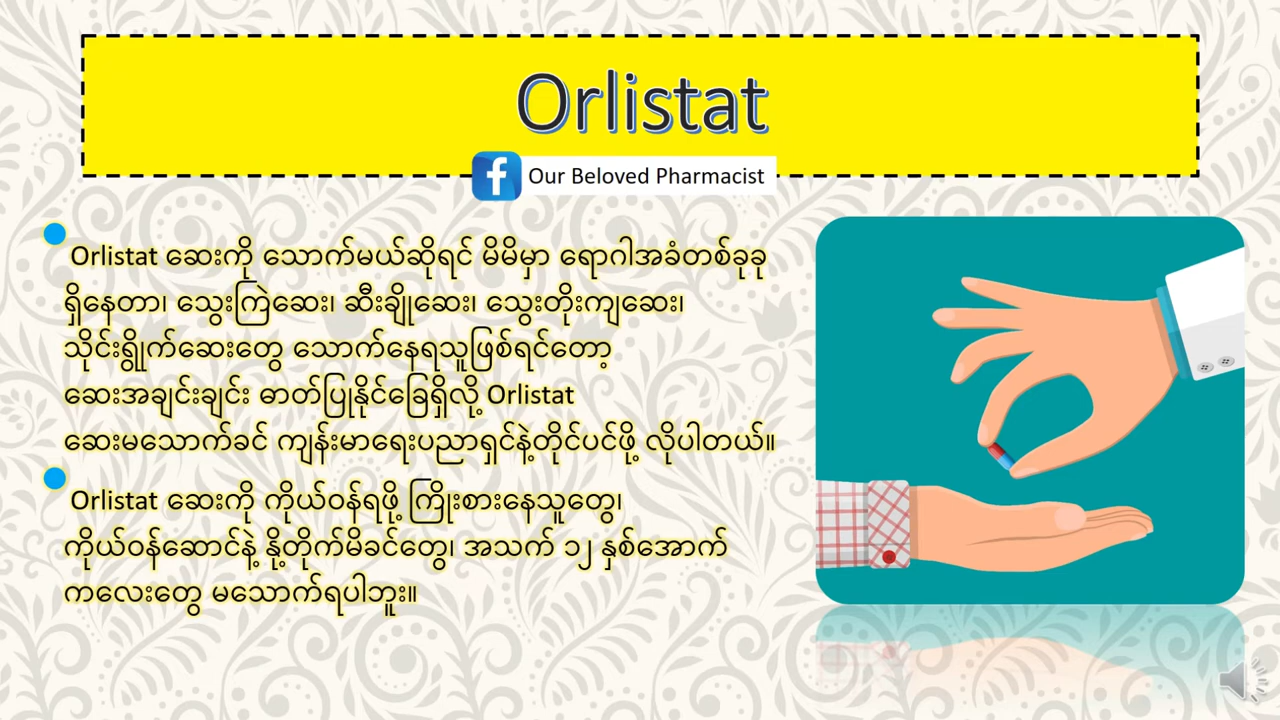 Orlistat
Our Beloved Pharmacist
Orlistat ဆေးကို သောက်မယ်ဆိုရင် မိမိမှာ ရောဂါအခံတစ်ခုခု
ရှိနေတာ၊ သွေးကြဲဆေး၊ ဆီးချိုဆေး၊ သွေးတိုးကျဆေး၊
သိုင်းရွိုက်ဆေးတွေ သောက်နေရသူဖြစ်ရင်တော့
ဆေးအချင်းချင်း ဓာတ်ပြုနိုင်ခြေရှိလို့ Orlistat
ဆေးမသောက်ခင် ကျန်းမာရေးပညာရှင်နဲ့တိုင်ပင်ဖို့ လိုပါတယ်။
Orlistat ဆေးကို ကိုယ်ဝန်ရဖို့ ကြိုးစားနေသူတွေ၊
ကိုယ်ဝန်ဆောင်နဲ့ နို့တိုက်မိခင်တွေ၊ အသက် ၁၂ နှစ်အောက်
ကလေးတွေ မသောက်ရပါဘူး။